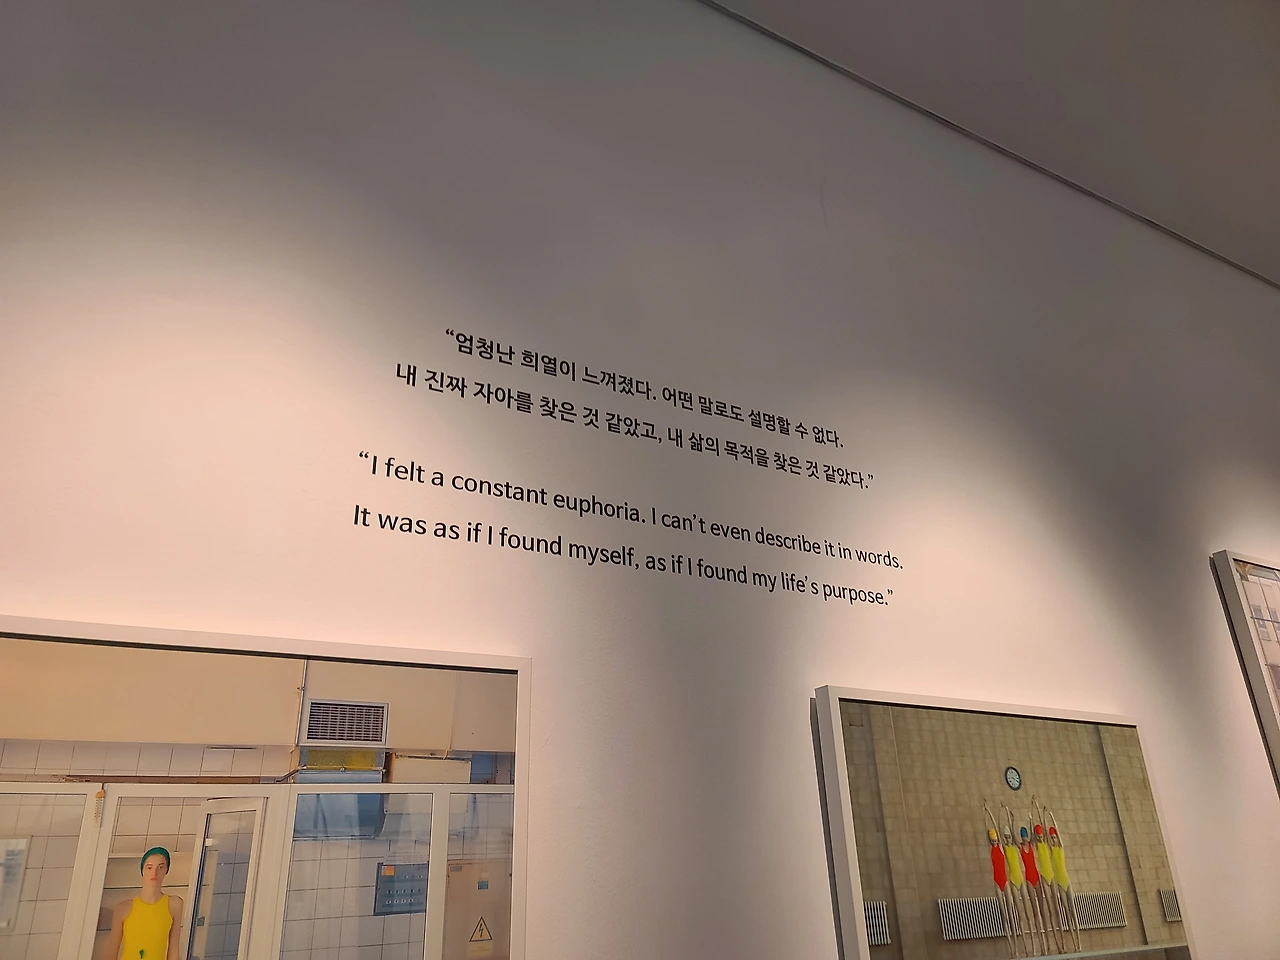 “엄청난 희열이 느껴졌다. 어떤 말로도 설명할 수 없다.
내 진짜 자아를 찾은 것 같았고, 내 삶의 목적을 찾은 것 같았다.”
“I felt a constant euphoria. I can’t even describe it in words.
It was as if I found myself, as if I found my life’s purpose.”